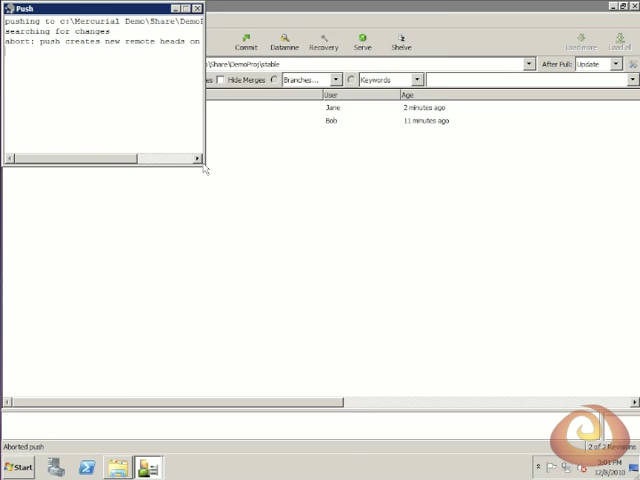 Push
pushing to c:\Mercurial Demo\Share\Demo
searching for changes
abort: push creates new remote heads on
Commit
Datamine
Recovery
Serve
Shelve
Load more
Load all
\Share\DemoProj\stable
After Pull:
Update
Hide Merges
Branches...
Keywords
User
Age
Jane
2 minutes ago
Bob
11 minutes ago
Aborted push
2 of 2 Revisions
Start
3:01 PM
12/8/2010